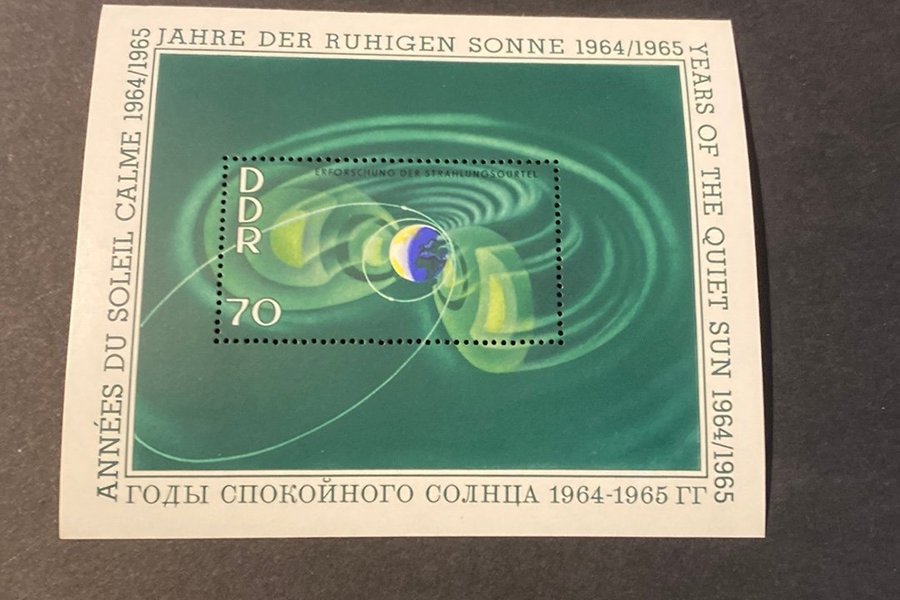 JAHRE DER RUHIGEN SONNE 1964/1965
YEARS OF THE QUIET SUN 1964/1965
ANNÉES DU SOLEIL CALME 1964/1965
ERFORSCHUNG DER STRAHLUNGSGÜRTEL
D
D
R
70
ГОДЫ СПОКОЙНОГО СОЛНЦА 1964-1965 ГГ